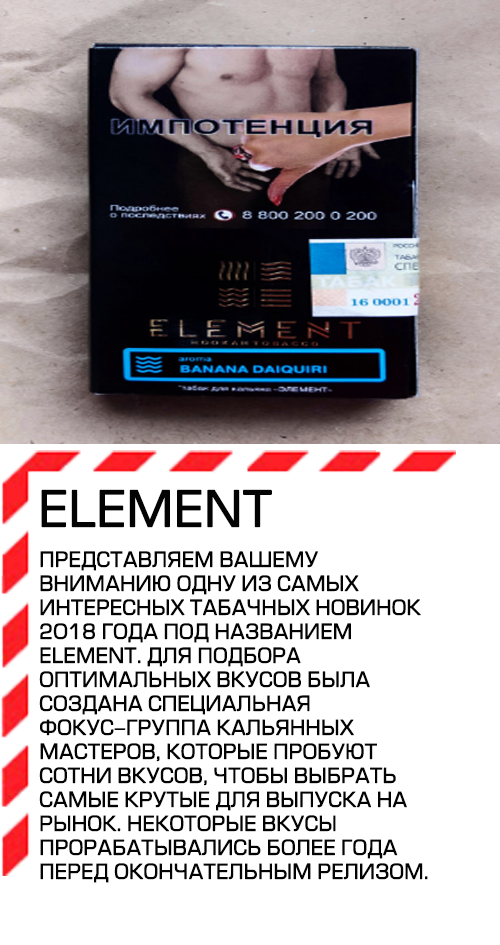 ИМПОТЕНЦИЯ
Подробнее
о последствиях 8 800 200 0 200
ТАБАК
16 0001
ELEMENT
HOOKAH TOBACCO
aroma
BANANA DAIQUIRI
ELEMENT
ПРЕДСТАВЛЯЕМ ВАШЕМУ
ВНИМАНИЮ ОДНУ ИЗ САМЫХ
ИНТЕРЕСНЫХ ТАБАЧНЫХ НОВИНОК
2018 ГОДА ПОД НАЗВАНИЕМ
ELEMENT. ДЛЯ ПОДБОРА
ОПТИМАЛЬНЫХ ВКУСОВ БЫЛА
СОЗДАНА СПЕЦИАЛЬНАЯ
ФОКУС-ГРУППА КАЛЬЯННЫХ
МАСТЕРОВ, КОТОРЫЕ ПРОБУЮТ
СОТНИ ВКУСОВ, ЧТОБЫ ВЫБРАТЬ
САМЫЕ КРУТЫЕ ДЛЯ ВЫПУСКА НА
РЫНОК. НЕКОТОРЫЕ ВКУСЫ
ПРОРАБАТЫВАЛИСЬ БОЛЕЕ ГОДА
ПЕРЕД ОКОНЧАТЕЛЬНЫМ РЕЛИЗОМ.